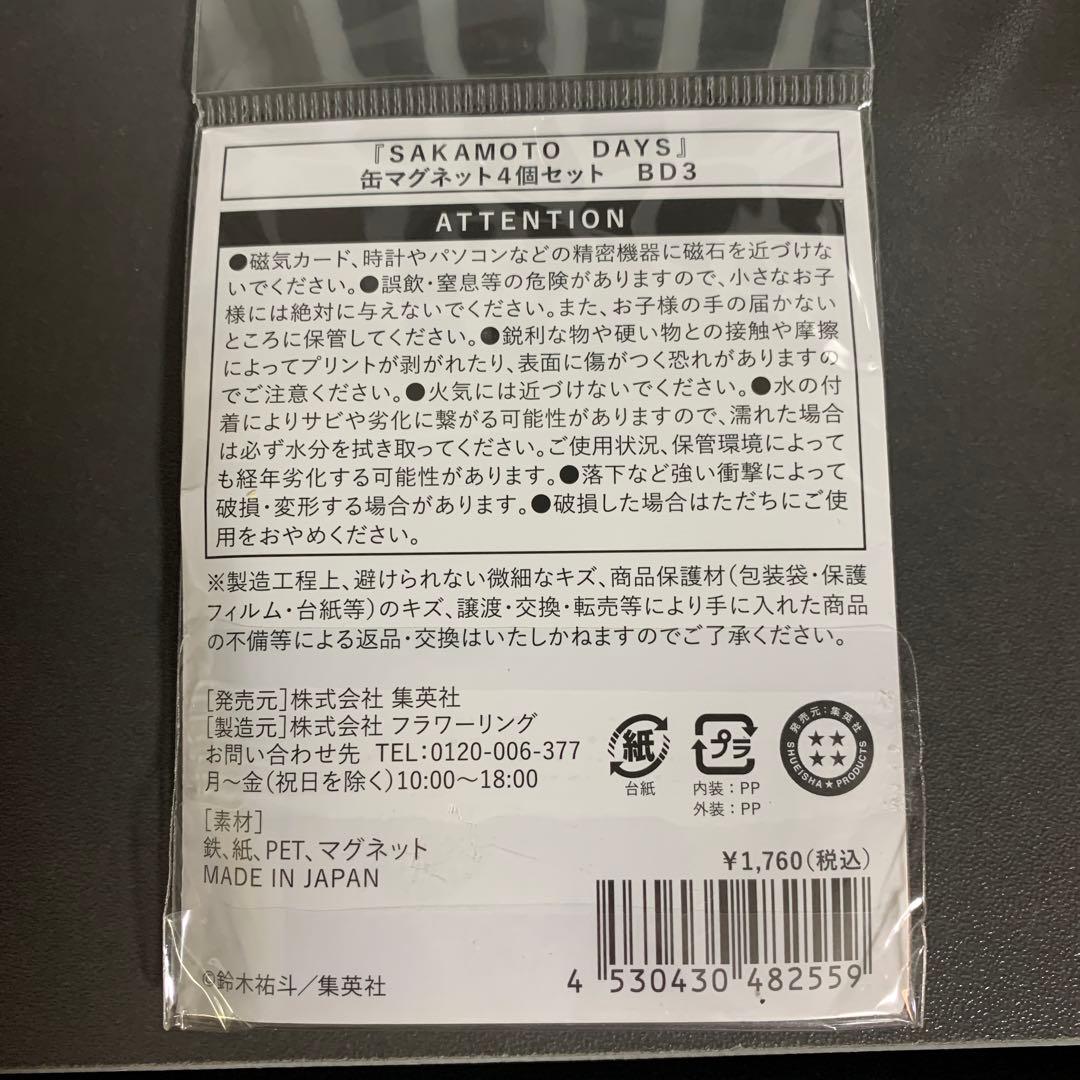 『SAKAMOTO DAYS』
缶マグネット4個セット BD3
ATTENTION
●磁気カード、時計やパソコンなどの精密機器に磁石を近づけな
いでください。●誤飲・窒息等の危険がありますので、小さなお子
様には絶対に与えないでください。また、お子様の手の届かない
ところに保管してください。●鋭利な物や硬い物との接触や摩擦
によってプリントが剥がれたり、表面に傷がつく恐れがありますの
でご注意ください。●火気には近づけないでください。●水の付
着によりサビや劣化に繋がる可能性がありますので、濡れた場合
は必ず水分を拭き取ってください。ご使用状況、保管環境によって
も経年劣化する可能性があります。●落下など強い衝撃によって
破損・変形する場合があります。●破損した場合はただちにご使
用をおやめください。
※製造工程上、避けられない微細なキズ、商品保護材(包装袋・保護
フィルム・台紙等)のキズ、譲渡・交換・転売等により手に入れた商品
の不備等による返品・交換はいたしかねますのでご了承ください。
[発売元]株式会社 集英社
[製造元]株式会社 フラワーリング
お問い合わせ先 TEL:0120-006-377
月〜金(祝日を除く)10:00〜18:00
紙
台紙
プラ
内装:PP
外装:PP
発売元:集英社
SHUEISHA★PRODUCTS
[素材]
鉄、紙、PET、マグネット
MADE IN JAPAN
¥1,760(税込)
4 530430 482559
©鈴木祐斗/集英社